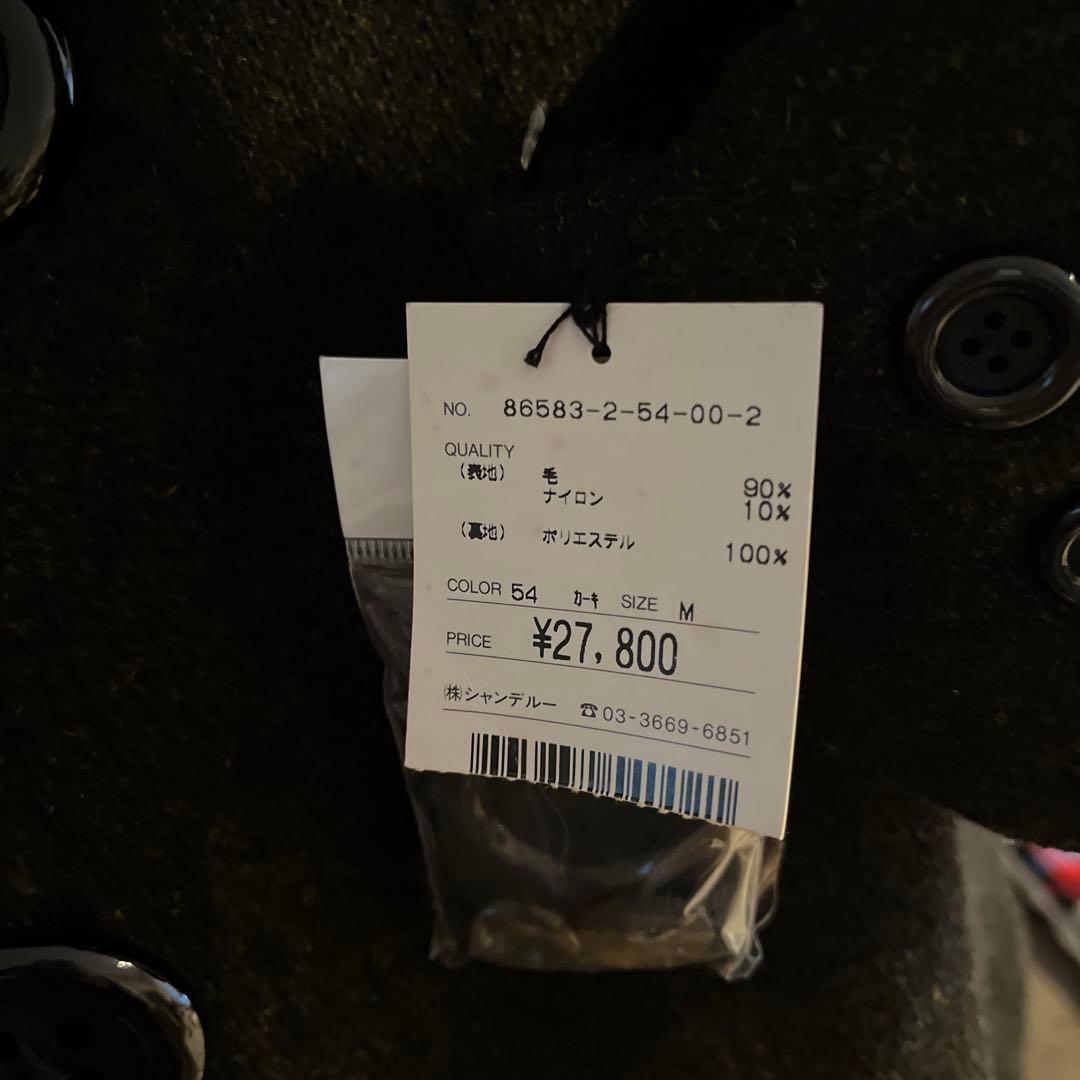 NO. 86583-2-54-00-2
QUALITY
(表地) 毛 90%
ナイロン 10%
(裏地) ポリエステル 100%
COLOR 54 カーキ SIZE M
PRICE ¥27,800
㈱シャンデルー ☎03-3669-6851